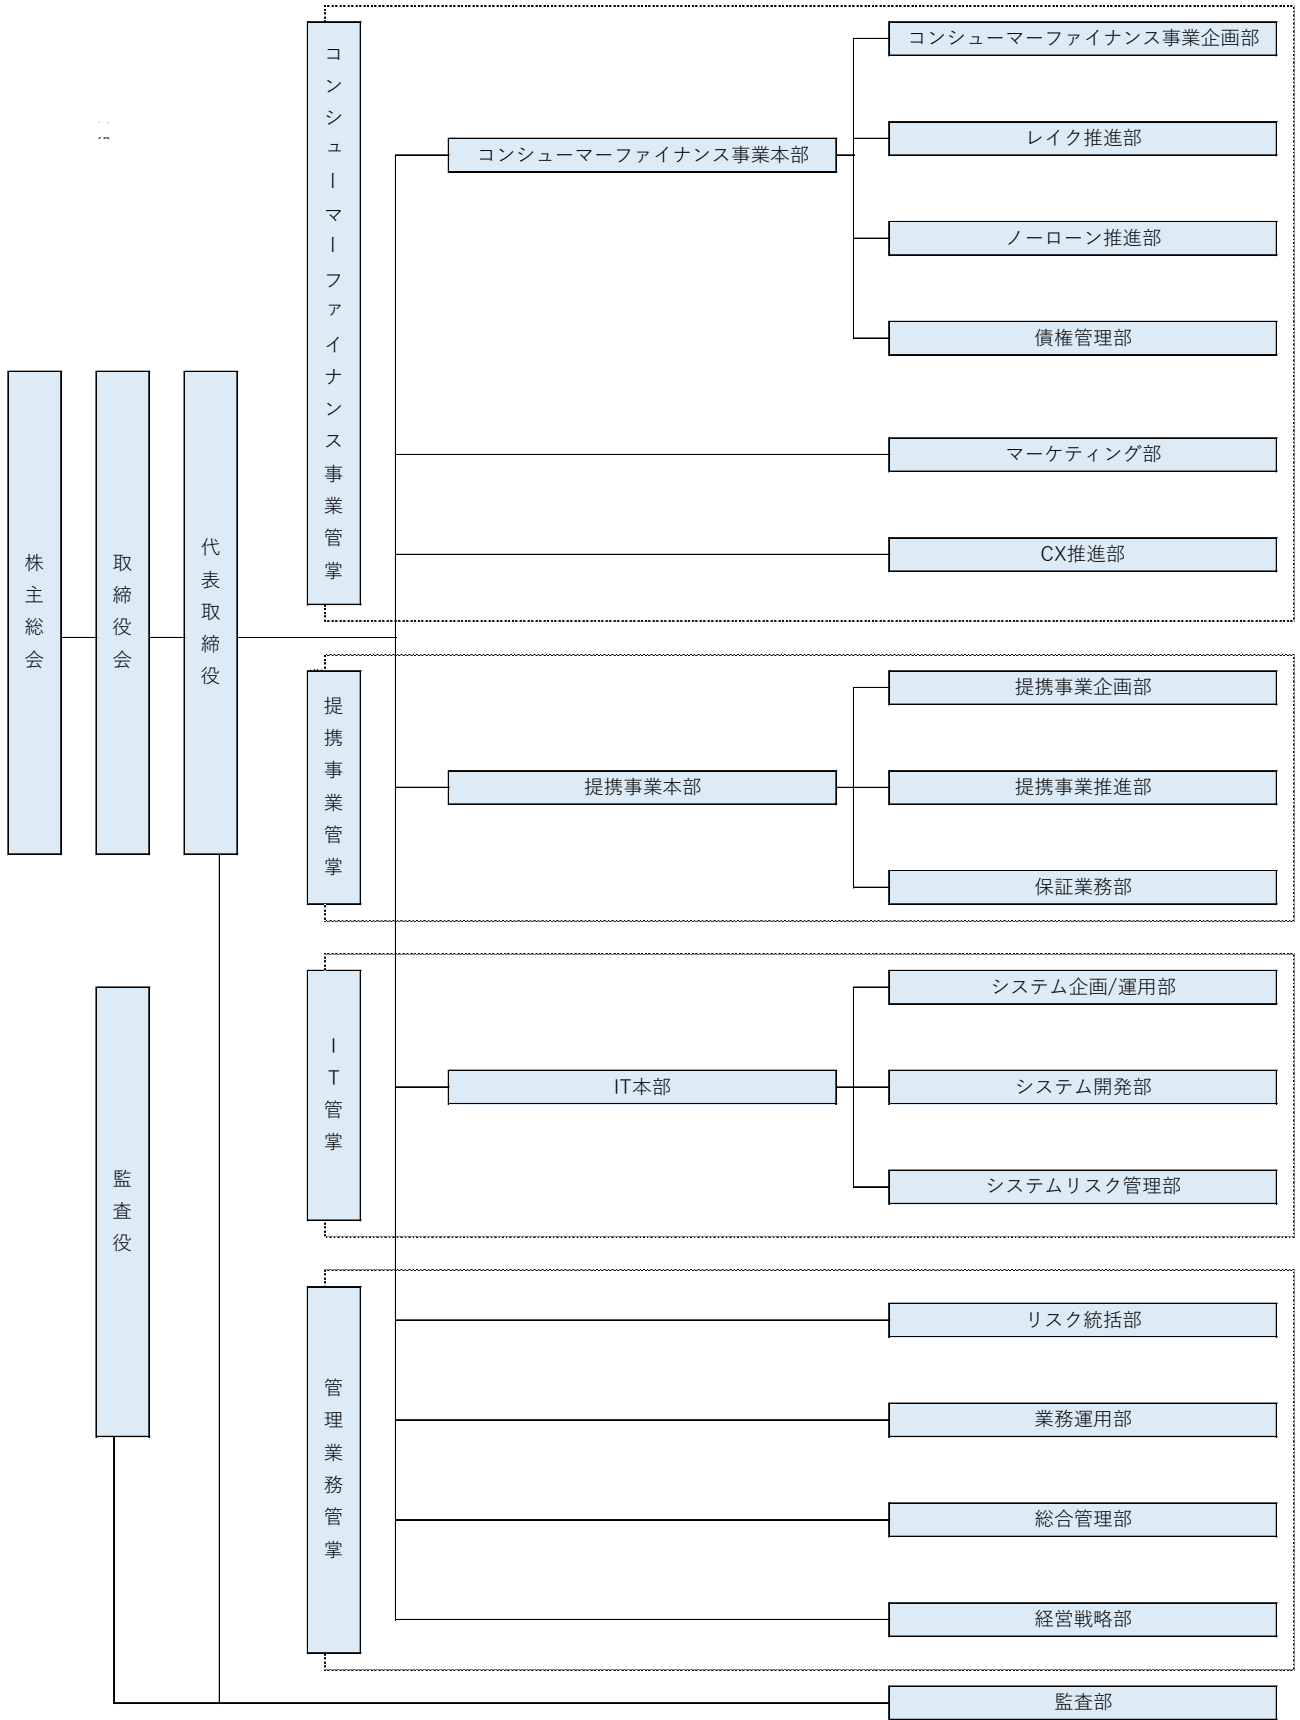 株主総会
取締役会
代表取締役
監査役
コンシューマーファイナンス事業管掌
コンシューマーファイナンス事業本部
コンシューマーファイナンス事業企画部
レイク推進部
ノーローン推進部
債権管理部
マーケティング部
CX推進部
提携事業管掌
提携事業本部
提携事業企画部
提携事業推進部
保証業務部
IT管掌
IT本部
システム企画/運用部
システム開発部
システムリスク管理部
管理業務管掌
リスク統括部
業務運用部
総合管理部
経営戦略部
監査部